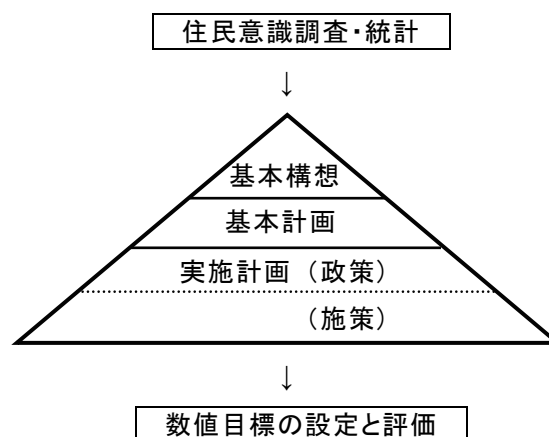 住民意識調査・統計
↓
基本構想
基本計画
実施計画（政策）
（施策）
↓
数値目標の設定と評価